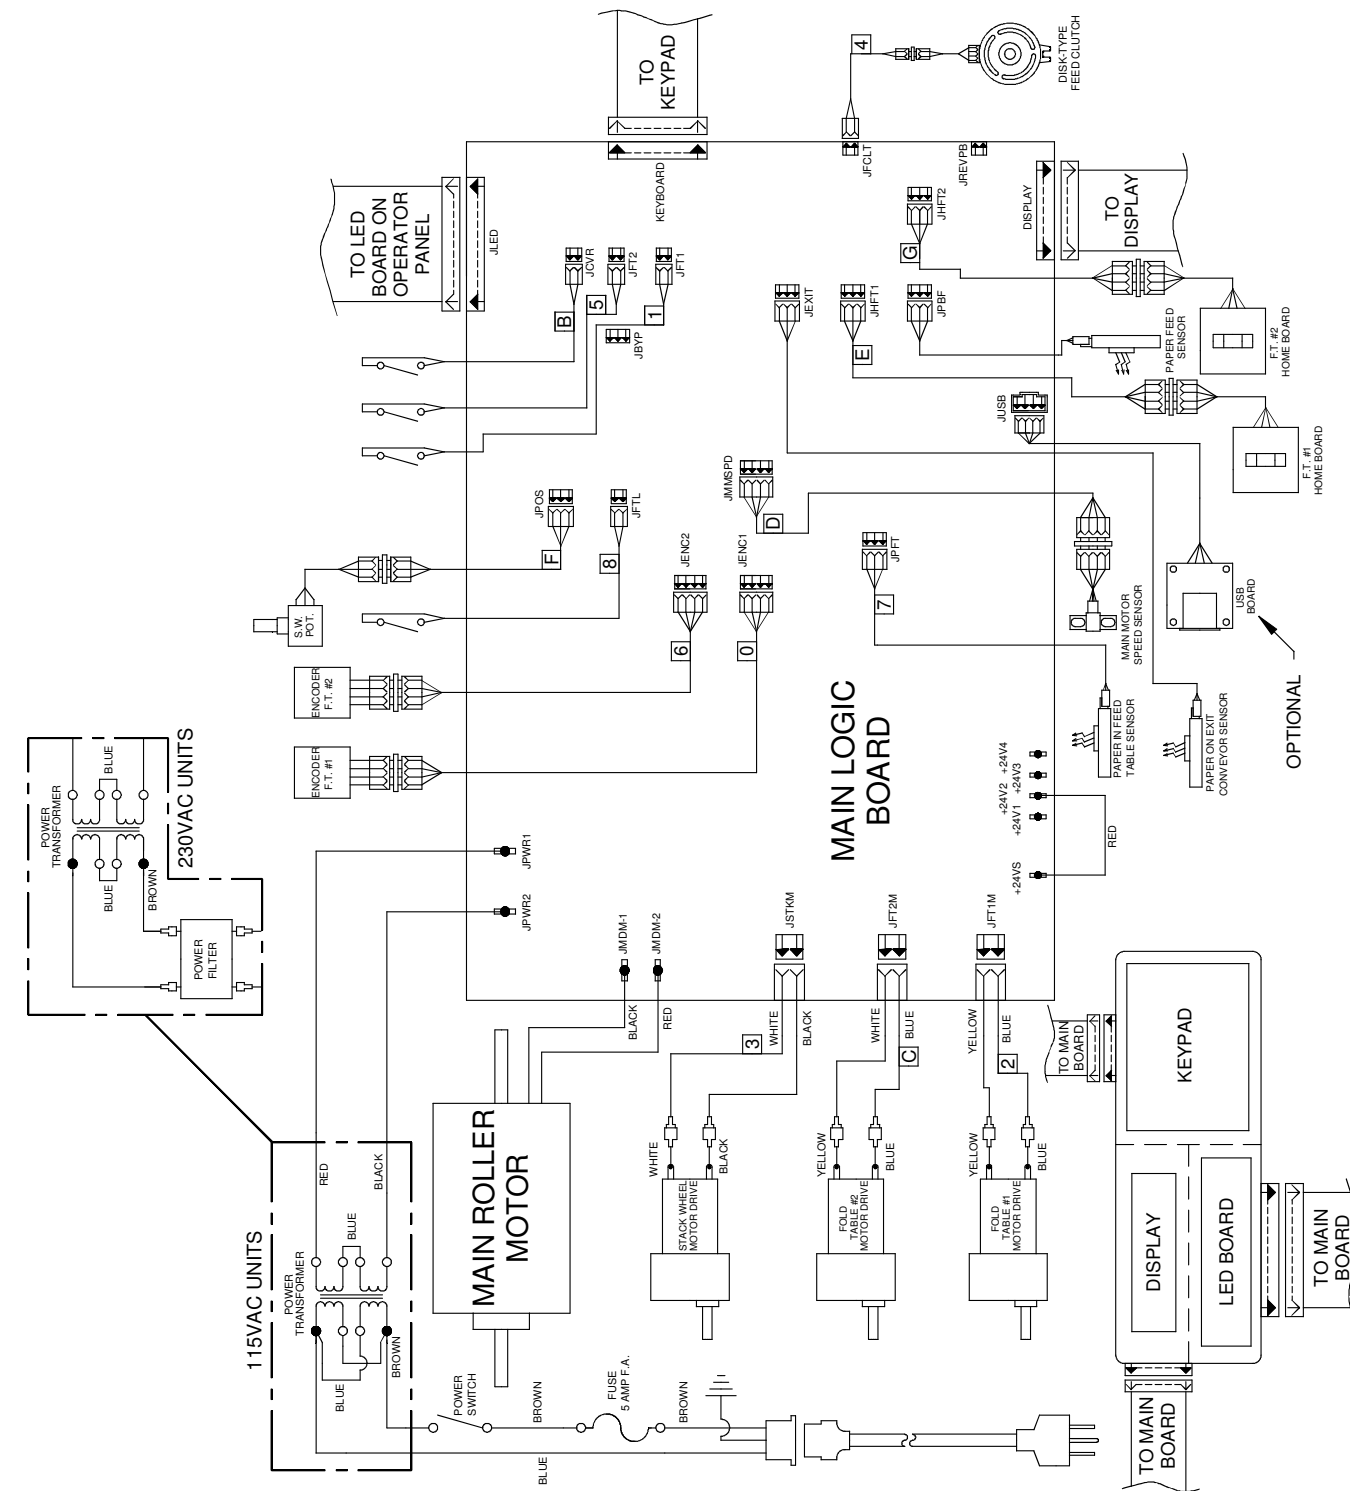 TO
KEYPAD
4
DISK-TYPE
FEED CLUTCH
TO LED
BOARD ON
OPERATOR
PANEL
JLED
KEYBOARD
JFCLT
JREVPB
DISPLAY
TO
DISPLAY
JCVR
JFT2
JFT1
B
5
1
JBYP
JHFT2
G
JEXIT
JHFT1
JPBF
E
PAPER FEED
SENSOR
F.T. #2
HOME BOARD
F.T. #1
HOME BOARD
JUSB
JMMSPD
D
JPOS
JFTL
F
8
S.W.
POT.
JENC2
JENC1
6
0
JPFT
7
MAIN MOTOR
SPEED SENSOR
USB
BOARD
OPTIONAL
ENCODER
F.T. #2
ENCODER
F.T. #1
PAPER IN FEED
TABLE SENSOR
PAPER ON EXIT
CONVEYOR SENSOR
MAIN LOGIC
BOARD
+24VS
+24V1
+24V2
+24V3
+24V4
RED
POWER
TRANSFORMER
BLUE
BLUE
BROWN
230VAC UNITS
POWER
FILTER
JPWR1
JPWR2
JMDM-1
JMDM-2
BLACK
RED
JSTKM
JFT2M
JFT1M
WHITE
BLACK
3
WHITE
BLUE
C
YELLOW
BLUE
2
115VAC UNITS
POWER
TRANSFORMER
RED
BLACK
BLUE
BLUE
BROWN
MAIN ROLLER
MOTOR
WHITE
BLACK
STACK WHEEL
MOTOR DRIVE
YELLOW
BLUE
FOLD
TABLE #2
MOTOR DRIVE
YELLOW
BLUE
FOLD
TABLE #1
MOTOR DRIVE
POWER
SWITCH
BROWN
FUSE
5 AMP F.A.
BROWN
BLUE
TO MAIN
BOARD
KEYPAD
DISPLAY
LED BOARD
TO MAIN
BOARD
TO MAIN
BOARD